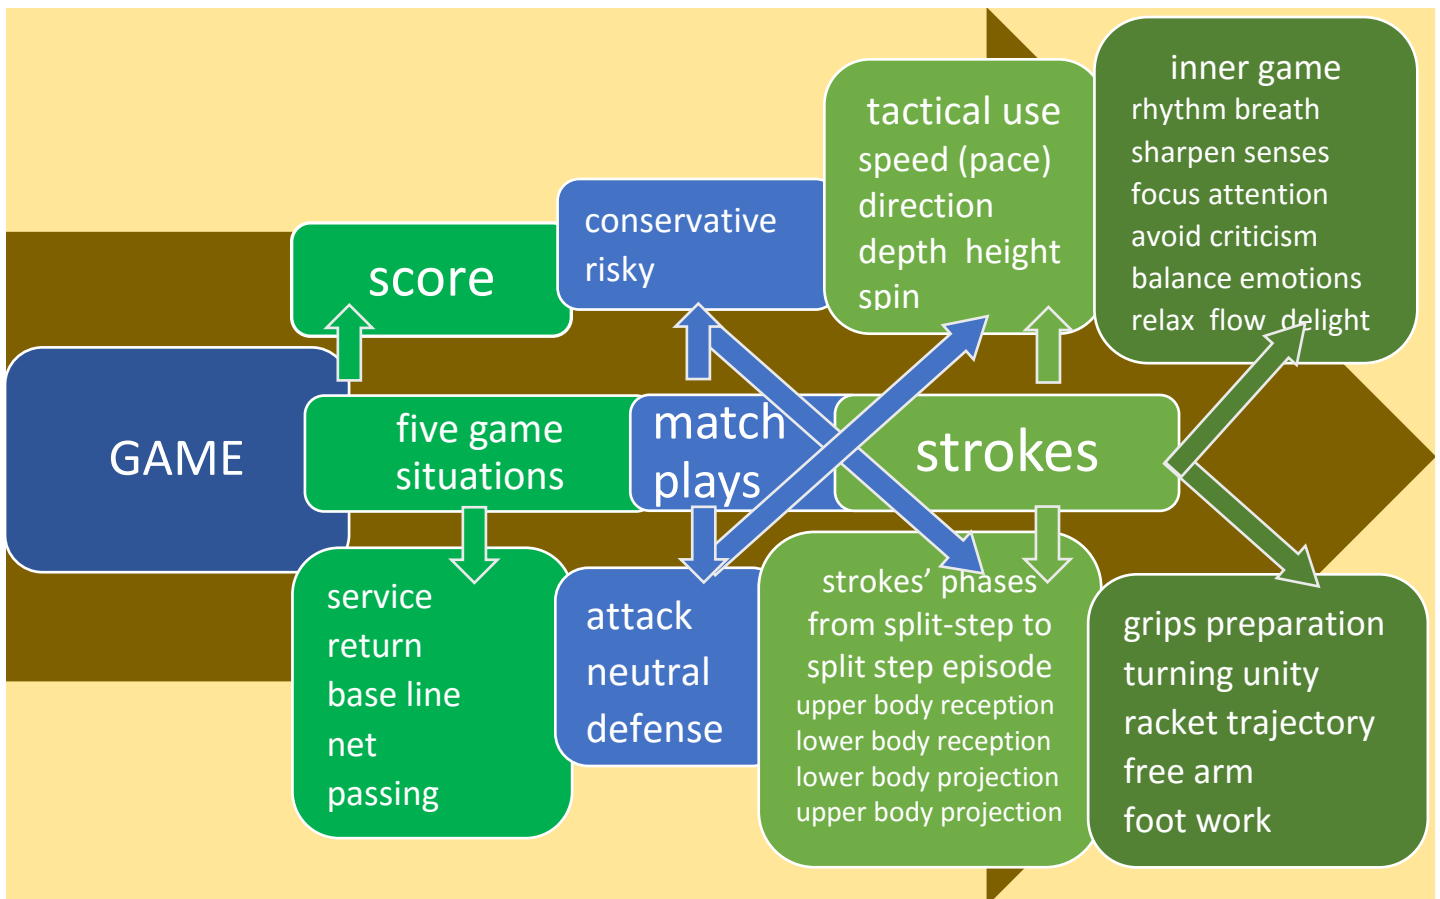 GAME
score
five game
situations
service
return
base line
net
passing
conservative
risky
match
plays
attack
neutral
defense
tactical use
speed (pace)
direction
depth  height
spin
strokes
strokes’ phases
from split-step to
split step episode
upper body reception
lower body reception
lower body projection
upper body projection
inner game
rhythm breath
sharpen senses
focus attention
avoid criticism
balance emotions
relax  flow  delight
grips preparation
turning unity
racket trajectory
free arm
foot work